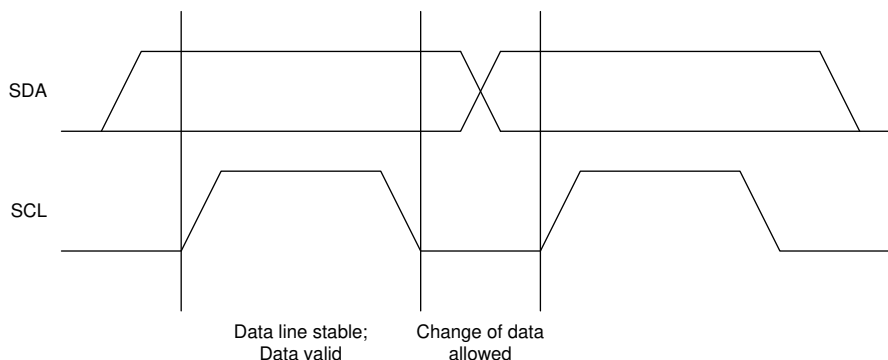 SDA
SCL
Data line stable;
Data valid
Change of data
allowed